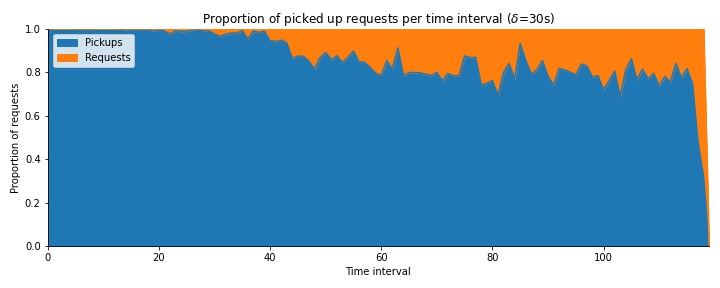 Proportion of picked up requests per time interval (δ=30s)
Pickups
Requests
Proportion of requests
1.0
0.8
0.6
0.4
0.2
0.0
0 20 40 60 80 100
Time interval